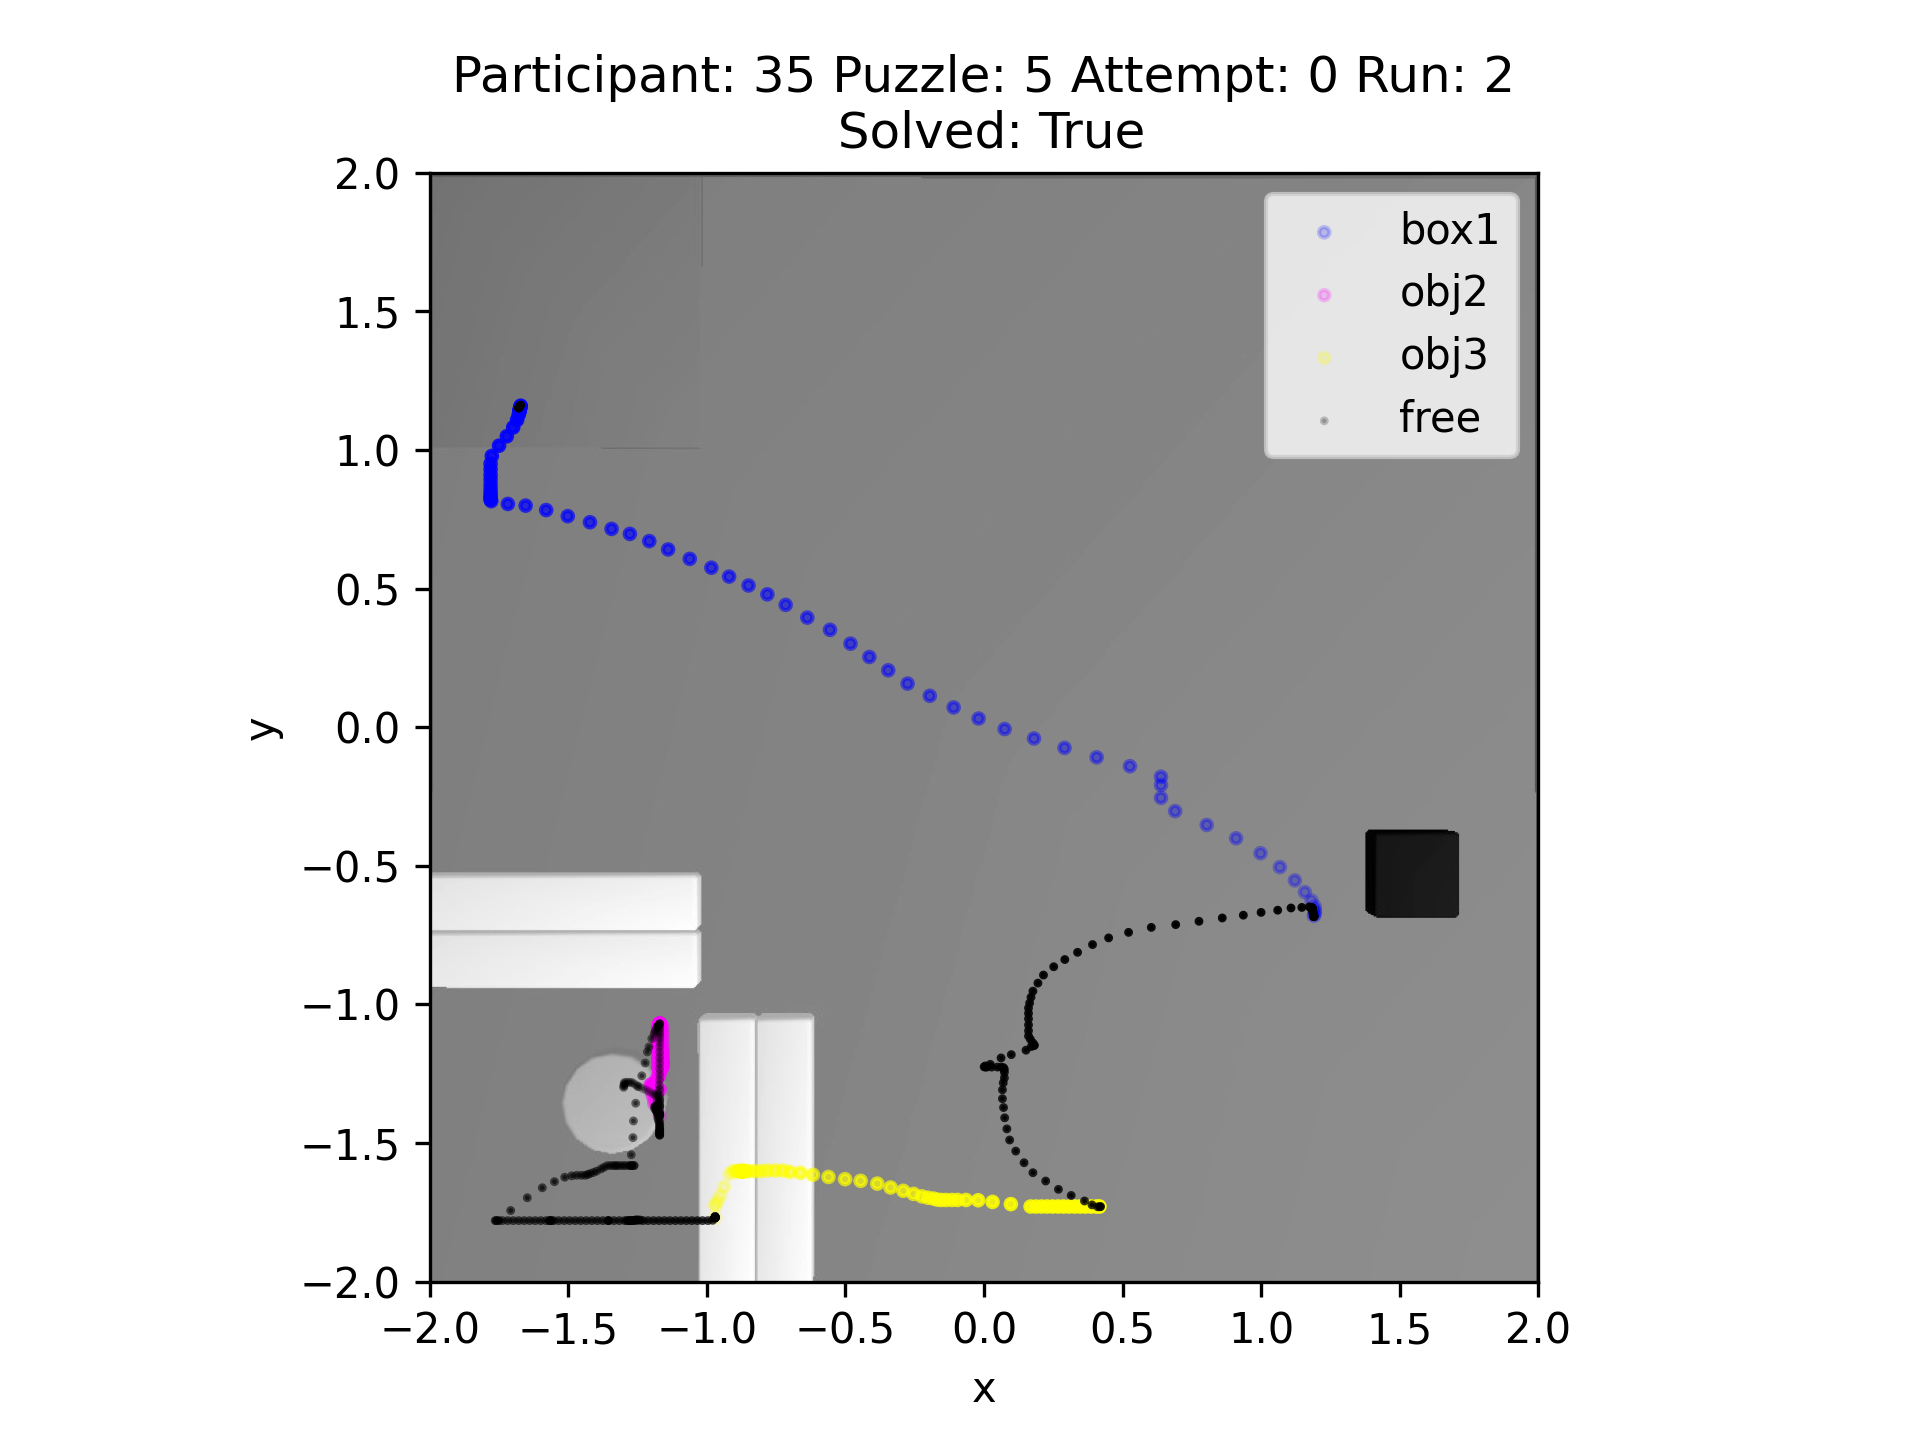 Participant: 35 Puzzle: 5 Attempt: 0 Run: 2
Solved: True
2.0
1.5
1.0
0.5
0.0
−0.5
−1.0
−1.5
−2.0
y
box1
obj2
obj3
free
−2.0 −1.5 −1.0 −0.5 0.0 0.5 1.0 1.5 2.0
x